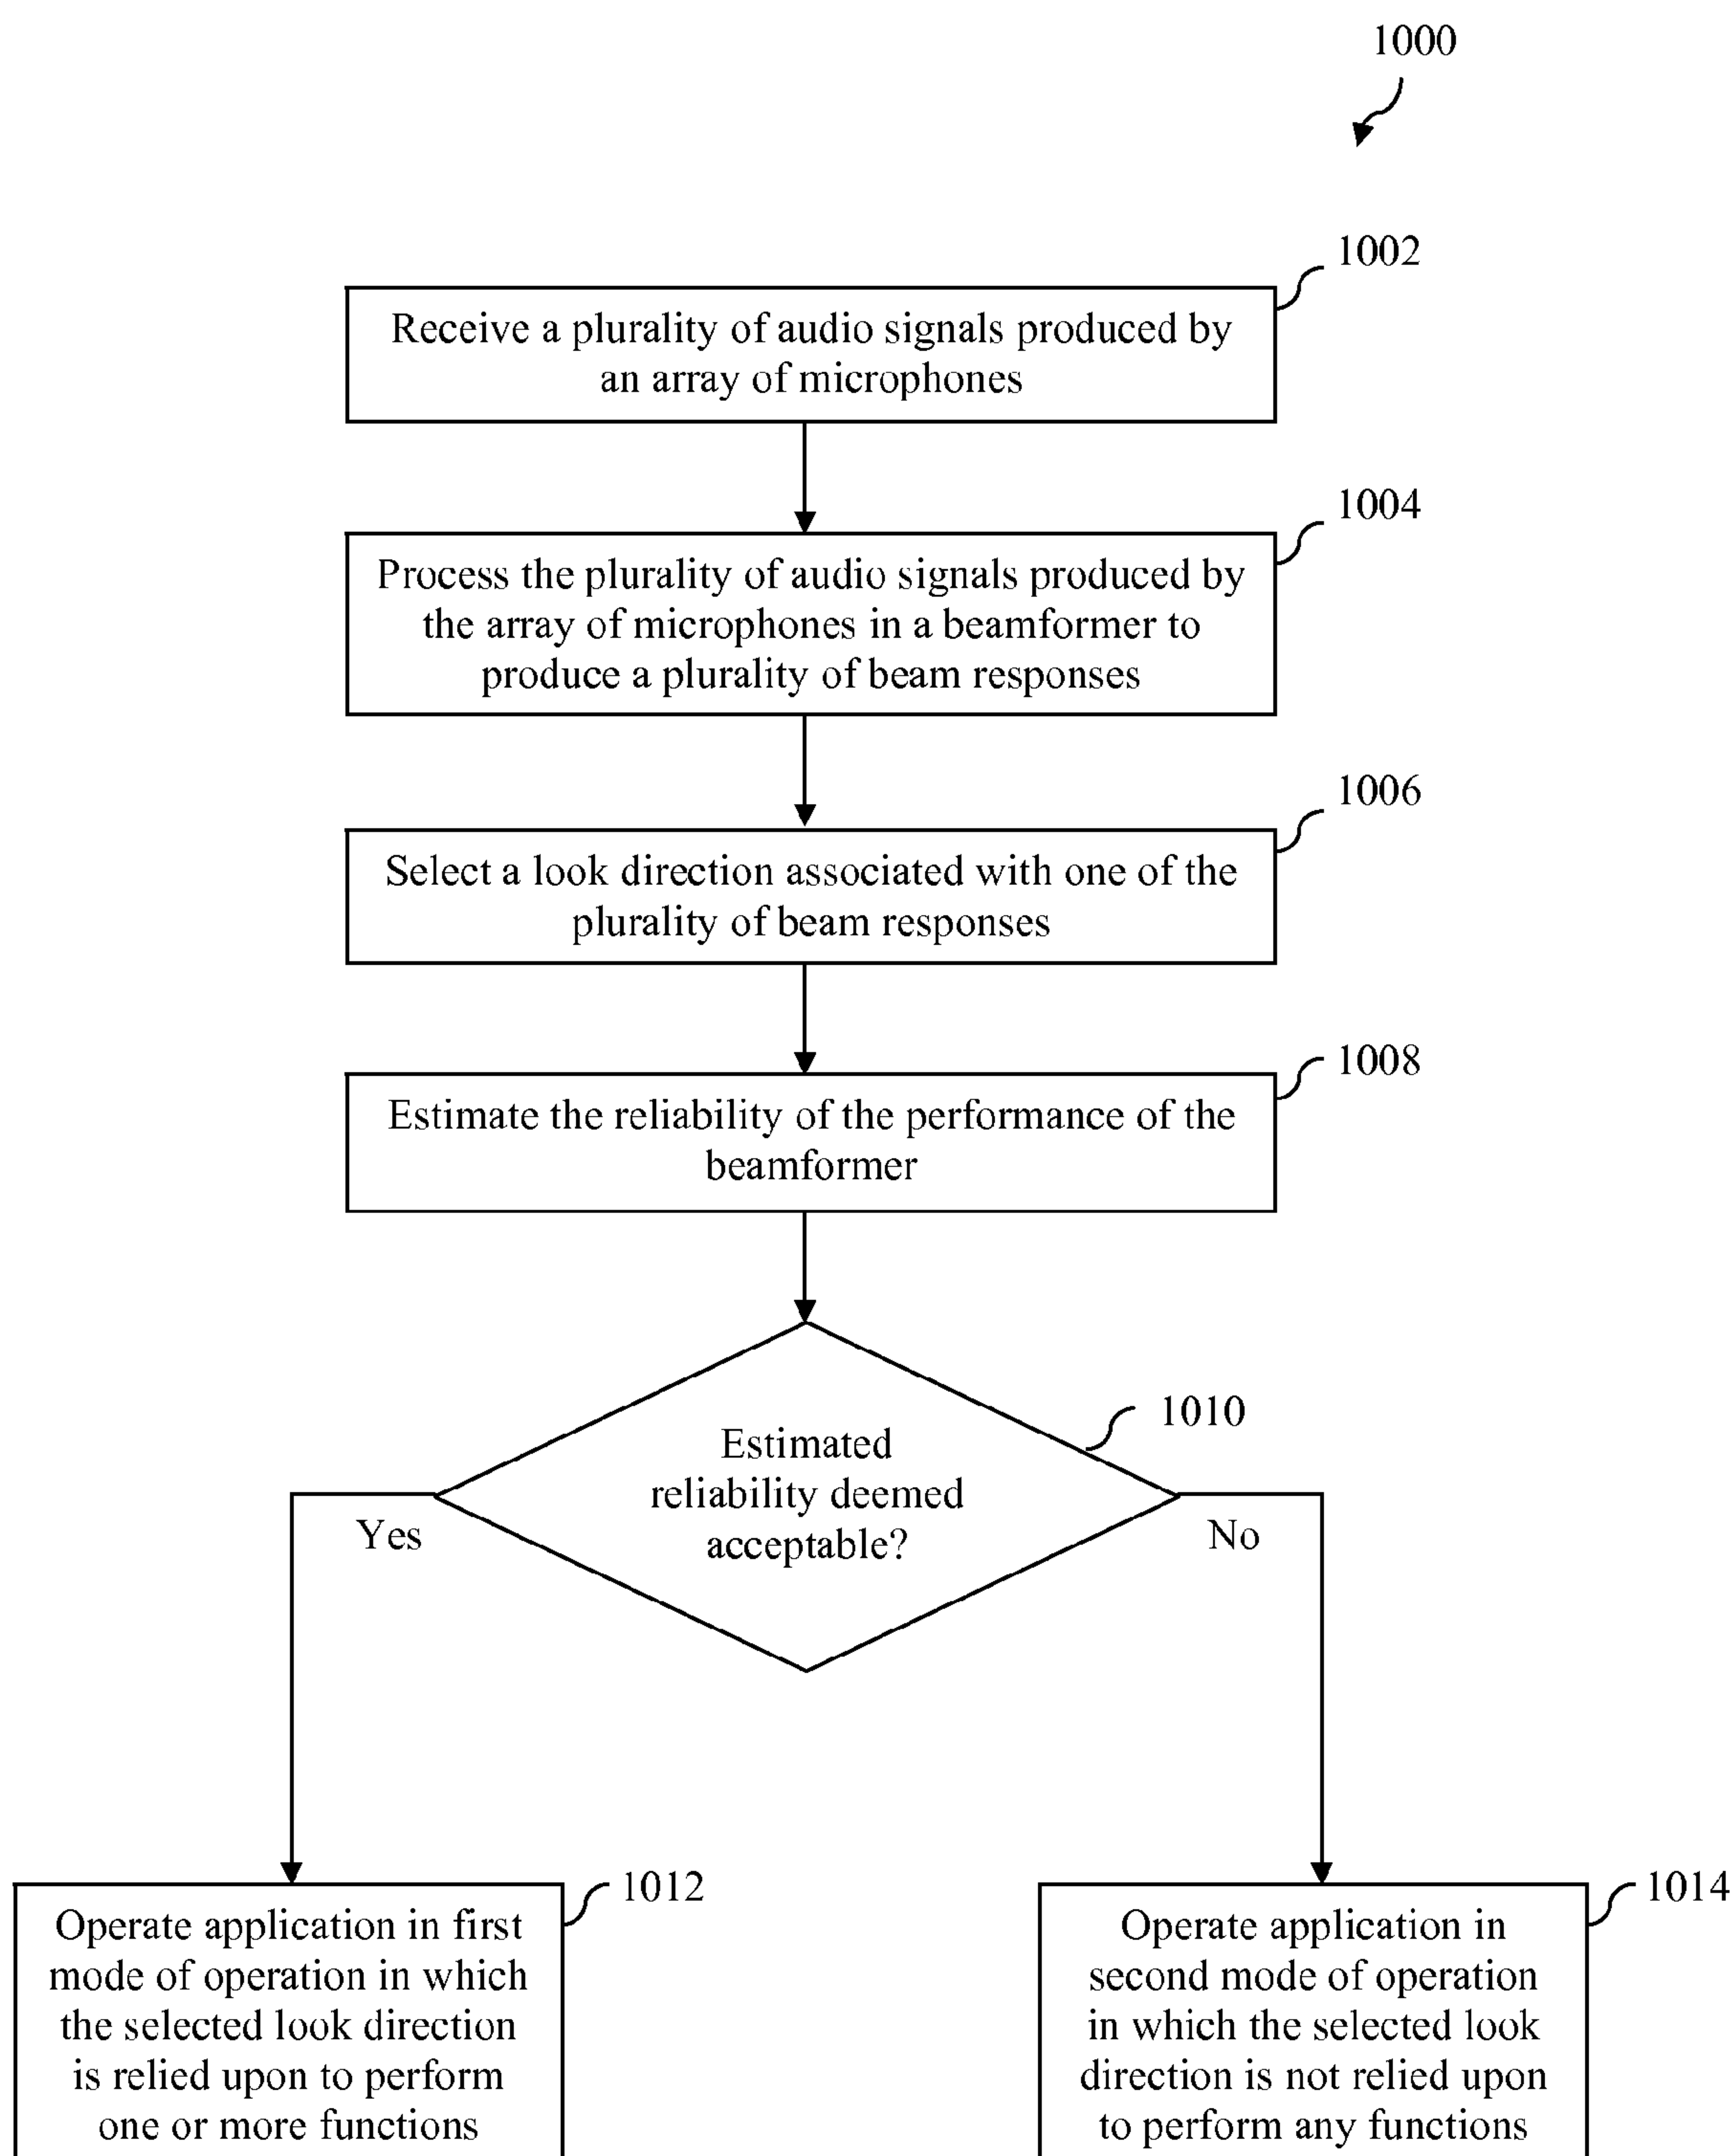 1000
1002
Receive a plurality of audio signals produced by
an array of microphones
1004
Process the plurality of audio signals produced by
the array of microphones in a beamformer to
produce a plurality of beam responses
1006
Select a look direction associated with one of the
plurality of beam responses
1008
Estimate the reliability of the performance of the
beamformer
1010
Estimated
reliability deemed
acceptable?
Yes
No
1012
Operate application in first
mode of operation in which
the selected look direction
is relied upon to perform
one or more functions
1014
Operate application in
second mode of operation
in which the selected look
direction is not relied upon
to perform any functions